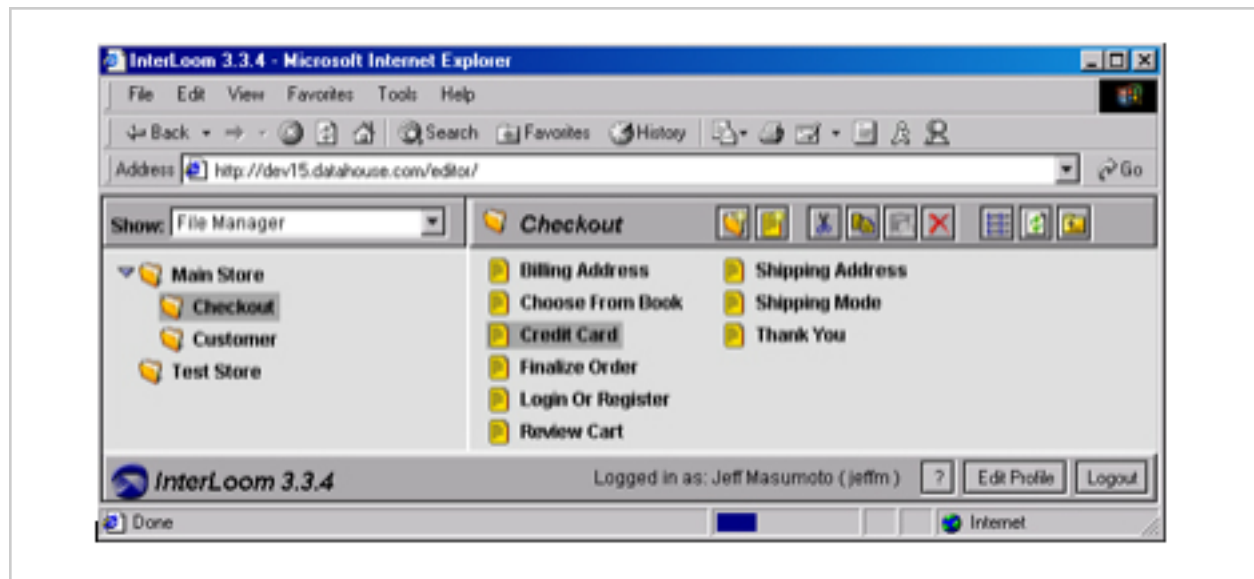 InterLoom 3.3.4 - Microsoft Internet Explorer
File Edit View Favorites Tools Help
Back Search Favorites History
Address http://dev15.datahouse.com/editor/ Go
Show: File Manager Checkout
Main Store Billing Address Shipping Address
Checkout Choose From Book Shipping Mode
Customer Credit Card Thank You
Test Store Finalize Order
Login Or Register
Review Cart
InterLoom 3.3.4 Logged in as: Jeff Masumoto ( jeffm ) ? Edit Profile Logout
Done Internet